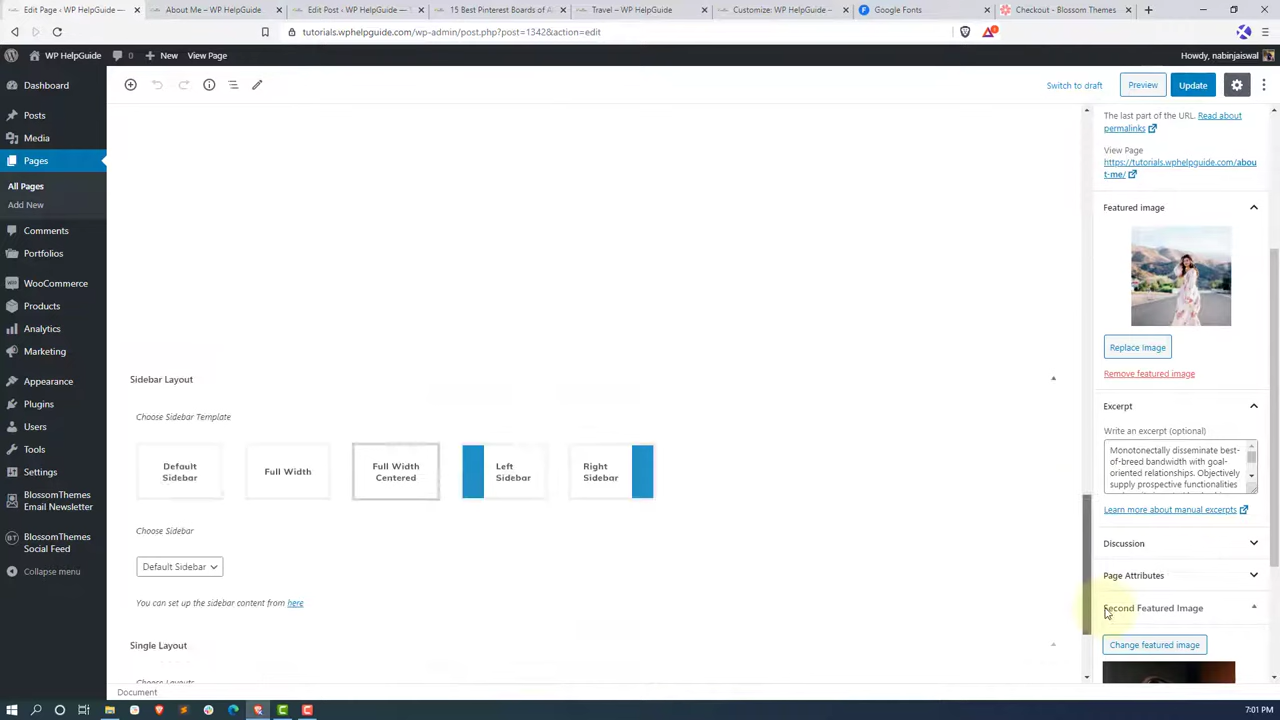 Edit Page ‹ WP HelpGuide —
About Me – WP HelpGuide
Edit Post ‹ WP HelpGuide —
15 Best Pinterest Boards of A
Travel – WP HelpGuide
Customize: WP HelpGuide –
Google Fonts
Checkout - Blossom Themes
tutorials.wphelpguide.com/wp-admin/post.php?post=1342&action=edit
WP HelpGuide
0
New
View Page
Howdy, nabinjaiswal
Dashboard
Posts
Media
Pages
All Pages
Add New
Comments
Portfolios
WooCommerce
Products
Analytics
Marketing
Appearance
Plugins
Users
Tools
Settings
BlossomThemes
Email Newsletter
BlossomThemes
Social Feed
Collapse menu
Switch to draft
Preview
Update
Sidebar Layout
Choose Sidebar Template
Default
Sidebar
Full Width
Full Width
Centered
Left
Sidebar
Right
Sidebar
Choose Sidebar
Default Sidebar
You can set up the sidebar content from here
Single Layout
Choose Layouts
Document
The last part of the URL. Read about
permalinks
View Page
https://tutorials.wphelpguide.com/abou
t-me/
Featured image
Replace Image
Remove featured image
Excerpt
Write an excerpt (optional)
Monotonectally disseminate best-
of-breed bandwidth with goal-
oriented relationships. Objectively
supply prospective functionalities
Learn more about manual excerpts
Discussion
Page Attributes
Second Featured Image
Change featured image
7:01 PM